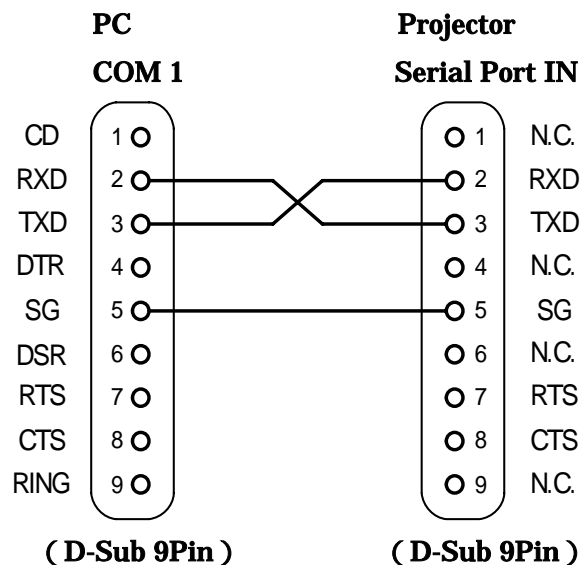 PC Projector
COM 1 Serial Port IN
CD 1 1 N.C.
RXD 2 2 RXD
TXD 3 3 TXD
DTR 4 4 N.C.
SG 5 5 SG
DSR 6 6 N.C.
RTS 7 7 RTS
CTS 8 8 CTS
RING 9 9 N.C.
( D-Sub 9Pin ) ( D-Sub 9Pin )